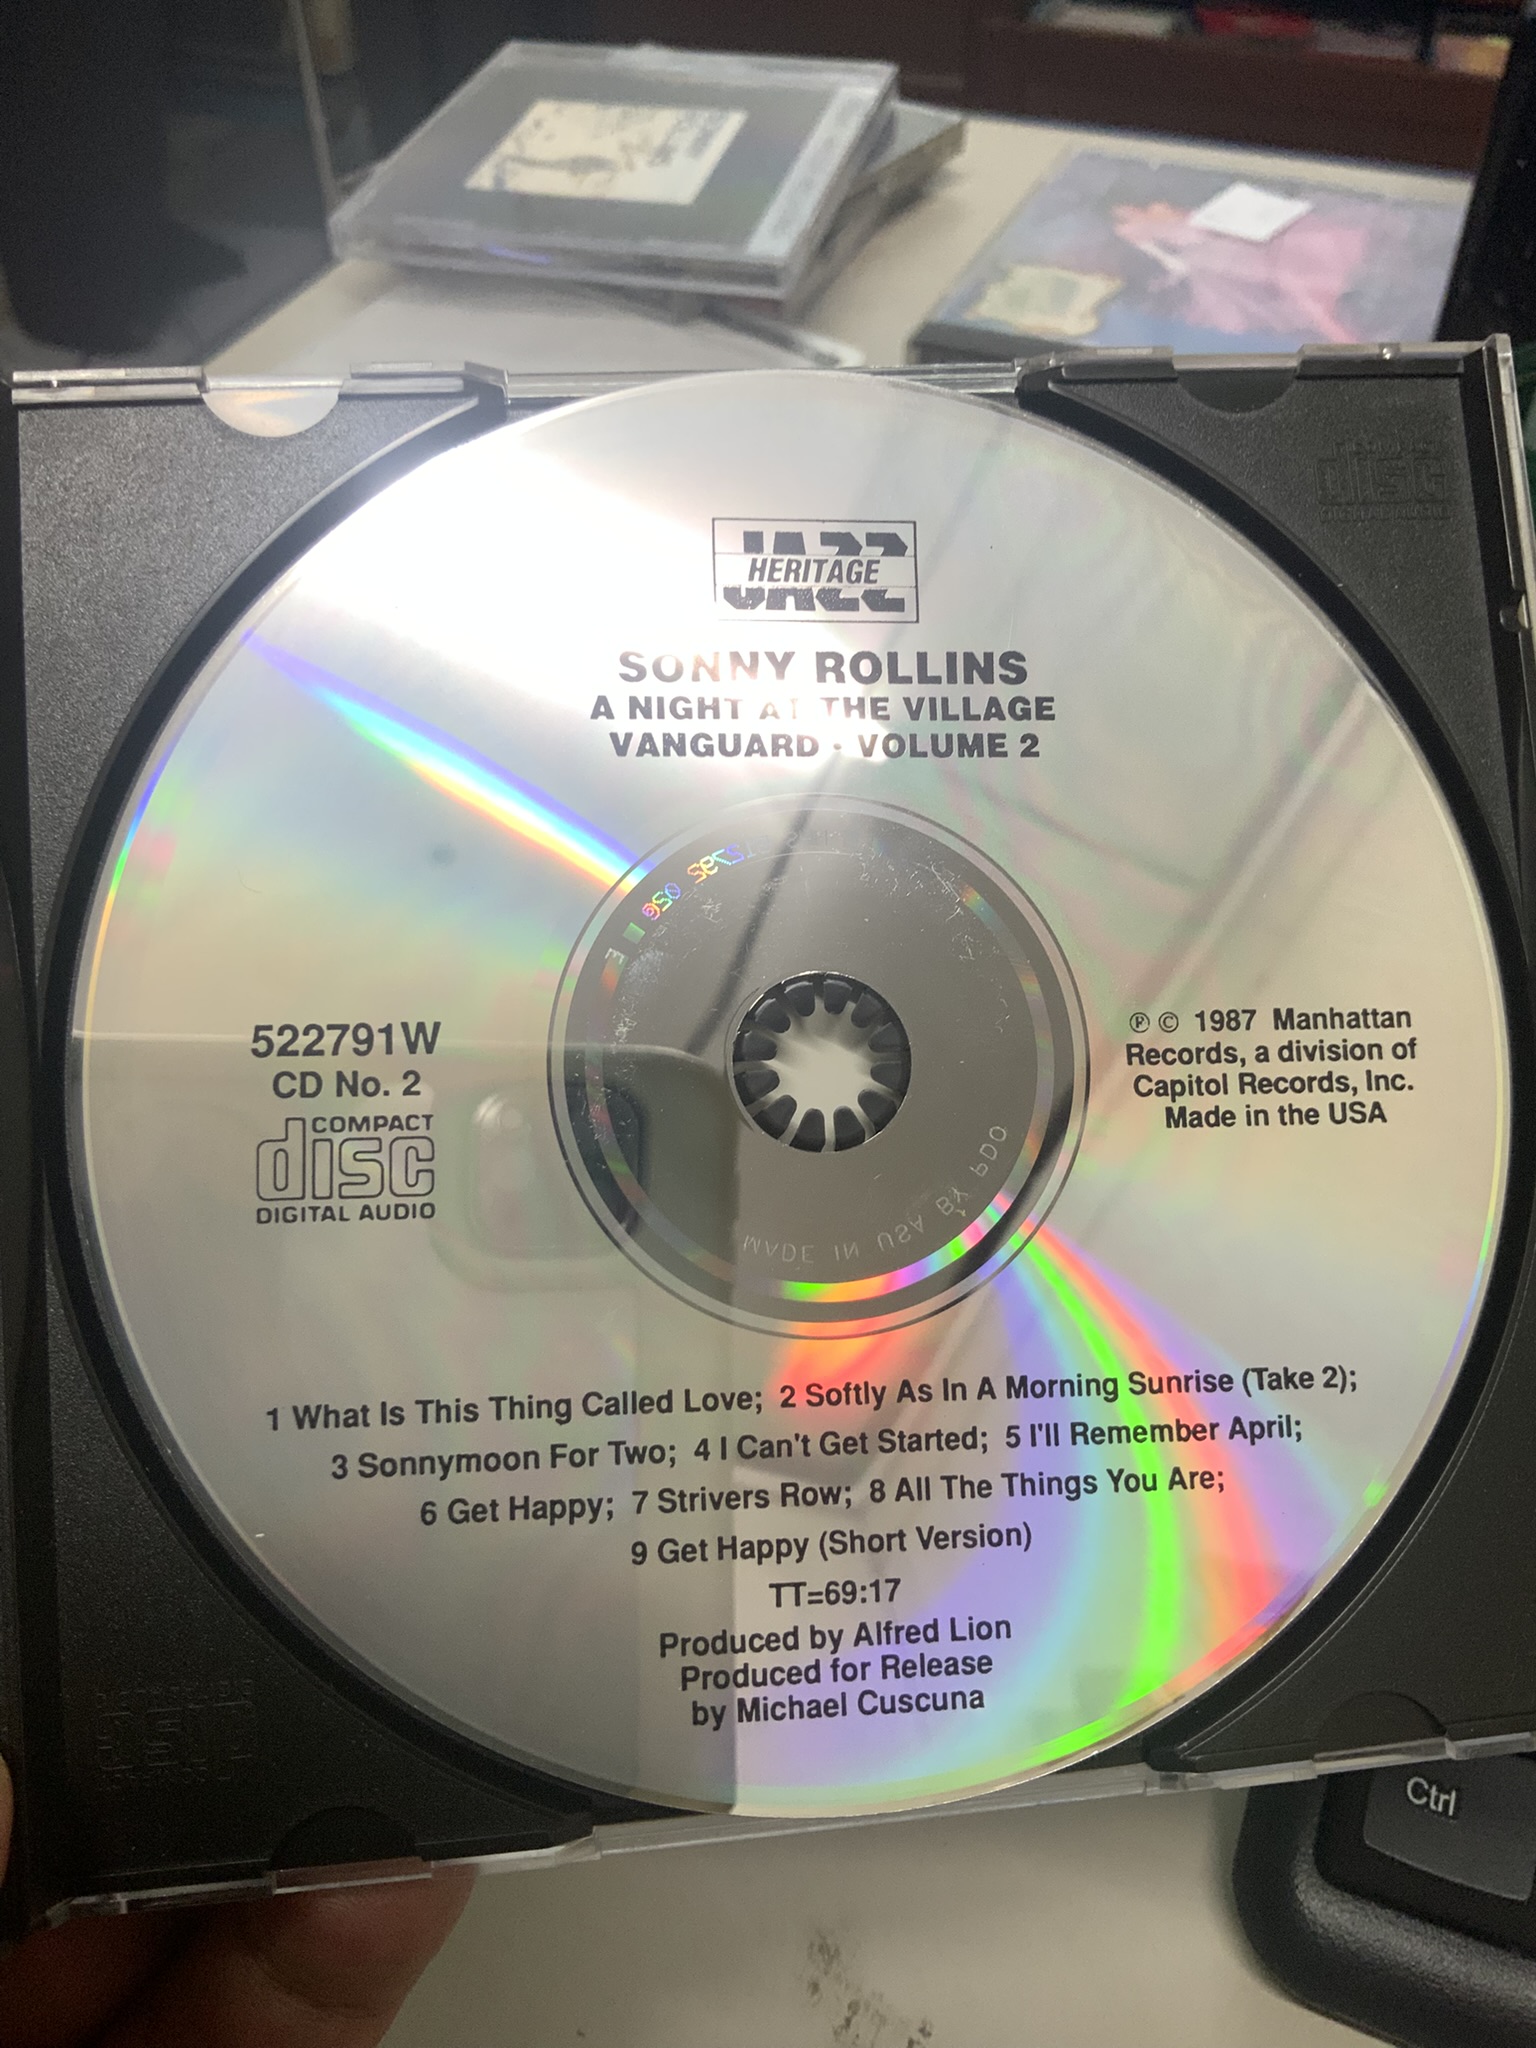 JAZZ
HERITAGE
SONNY ROLLINS
A NIGHT AT THE VILLAGE
VANGUARD · VOLUME 2
522791W
CD No. 2
COMPACT
disc
DIGITAL AUDIO
℗ © 1987 Manhattan
Records, a division of
Capitol Records, Inc.
Made in the USA
MADE IN USA BY PDO
1 What Is This Thing Called Love; 2 Softly As In A Morning Sunrise (Take 2);
3 Sonnymoon For Two; 4 I Can't Get Started; 5 I'll Remember April;
6 Get Happy; 7 Strivers Row; 8 All The Things You Are;
9 Get Happy (Short Version)
TT=69:17
Produced by Alfred Lion
Produced for Release
by Michael Cuscuna
disc
Ctrl